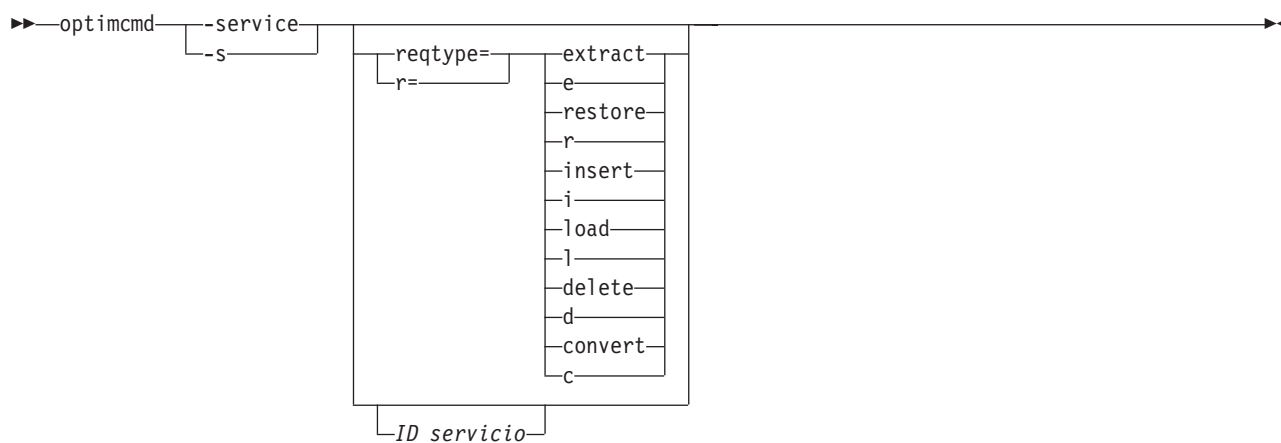 optimcmd -service
-s
reqtype= extract
r= e
restore
r
insert
i
load
l
delete
d
convert
c
ID servicio